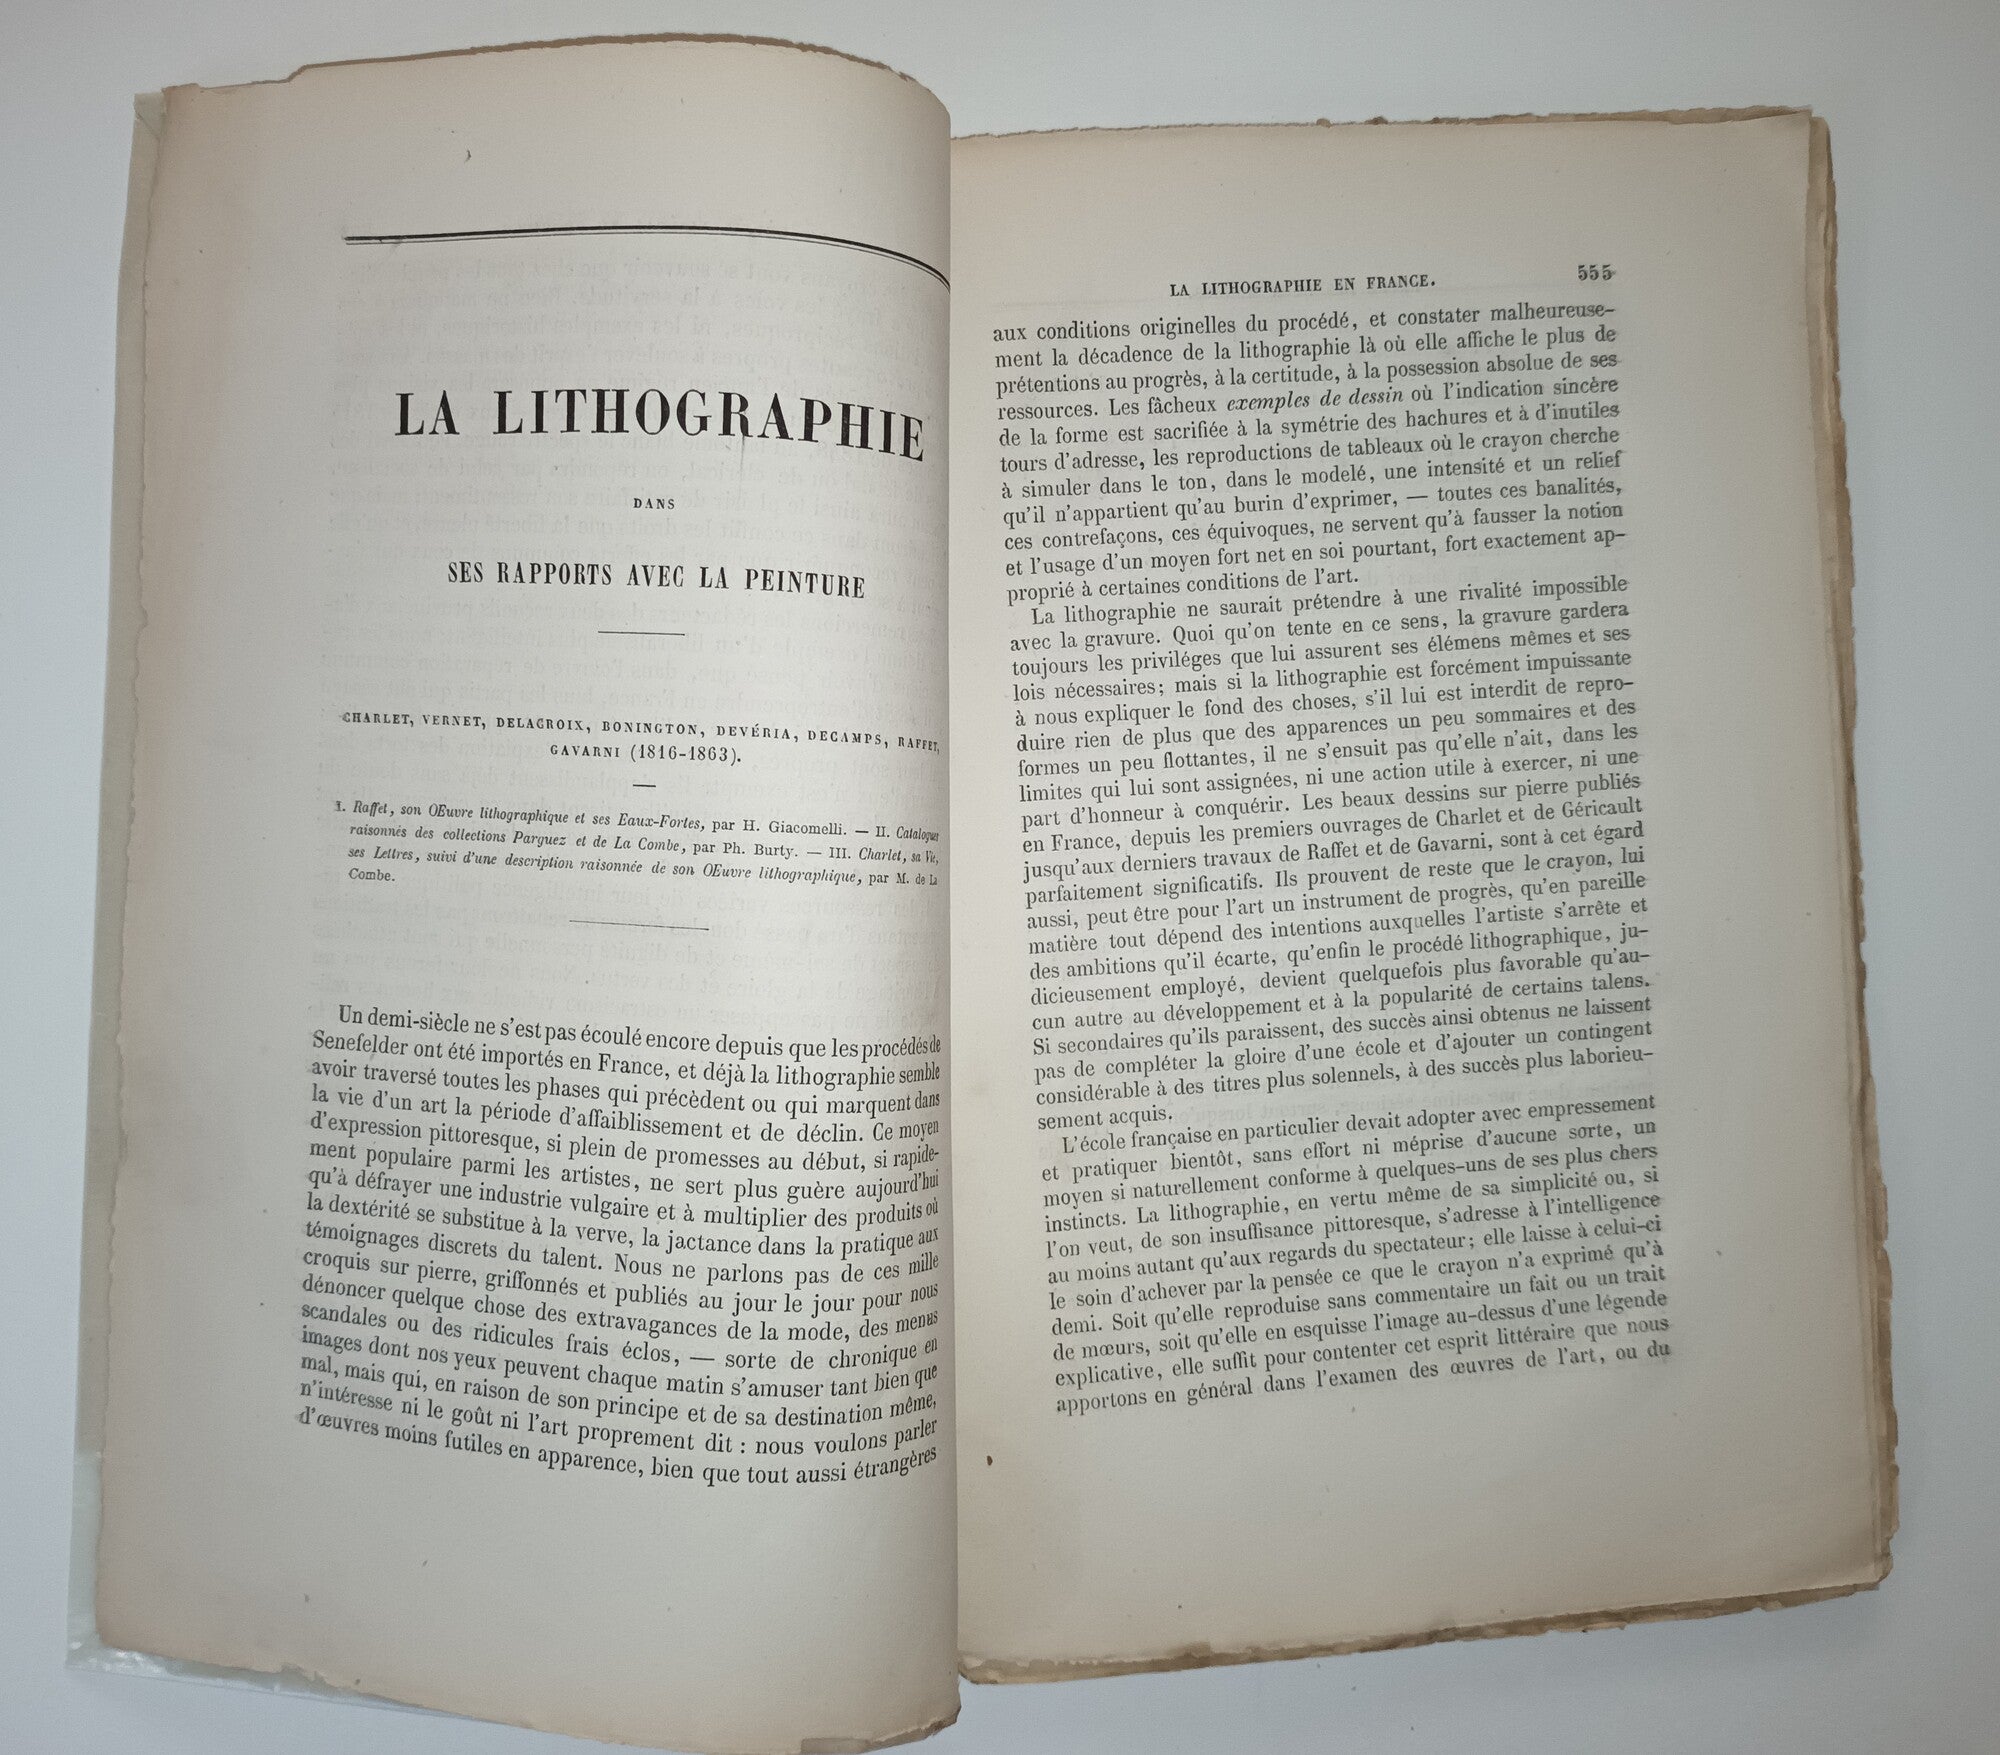 LA LITHOGRAPHIE
DANS
SES RAPPORTS AVEC LA PEINTURE
CHARLET, VERNET, DELACROIX, BONINGTON, DEVÉRIA, DECAMPS, RAFFET,
GAVARNI (1816-1863).
I. Raffet, son OEuvre lithographique et ses Eaux-Fortes, par H. Giacomelli. — II. Catalogues
raisonnés des collections Parguez et de La Combe, par Ph. Burty. — III. Charlet, sa Vie,
ses Lettres, suivi d'une description raisonnée de son OEuvre lithographique, par M. de La
Combe.
Un demi-siècle ne s'est pas écoulé encore depuis que les procédés de
Senefelder ont été importés en France, et déjà la lithographie semble
avoir traversé toutes les phases qui précèdent ou qui marquent dans
la vie d'un art la période d'affaiblissement et de déclin. Ce moyen
d'expression pittoresque, si plein de promesses au début, si rapide-
ment populaire parmi les artistes, ne sert plus guère aujourd'hui
qu'à défrayer une industrie vulgaire et à multiplier des produits où
la dextérité se substitue à la verve, la jactance dans la pratique aux
témoignages discrets du talent. Nous ne parlons pas de ces mille
croquis sur pierre, griffonnés et publiés au jour le jour pour nous
dénoncer quelque chose des extravagances de la mode, des menus
scandales ou des ridicules frais éclos, — sorte de chronique en
images dont nos yeux peuvent chaque matin s'amuser tant bien que
mal, mais qui, en raison de son principe et de sa destination même,
n'intéresse ni le goût ni l'art proprement dit : nous voulons parler
d'œuvres moins futiles en apparence, bien que tout aussi étrangères
LA LITHOGRAPHIE EN FRANCE. 555
aux conditions originelles du procédé, et constater malheureuse-
ment la décadence de la lithographie là où elle affiche le plus de
prétentions au progrès, à la certitude, à la possession absolue de ses
ressources. Les fâcheux exemples de dessin où l'indication sincère
de la forme est sacrifiée à la symétrie des hachures et à d'inutiles
tours d'adresse, les reproductions de tableaux où le crayon cherche
à simuler dans le ton, dans le modelé, une intensité et un relief
qu'il n'appartient qu'au burin d'exprimer, — toutes ces banalités,
ces contrefaçons, ces équivoques, ne servent qu'à fausser la notion
et l'usage d'un moyen fort net en soi pourtant, fort exactement ap-
proprié à certaines conditions de l'art.
La lithographie ne saurait prétendre à une rivalité impossible
avec la gravure. Quoi qu'on tente en ce sens, la gravure gardera
toujours les priviléges que lui assurent ses élémens mêmes et ses
lois nécessaires; mais si la lithographie est forcément impuissante
à nous expliquer le fond des choses, s'il lui est interdit de repro-
duire rien de plus que des apparences un peu sommaires et des
formes un peu flottantes, il ne s'ensuit pas qu'elle n'ait, dans les
limites qui lui sont assignées, ni une action utile à exercer, ni une
part d'honneur à conquérir. Les beaux dessins sur pierre publiés
en France, depuis les premiers ouvrages de Charlet et de Géricault
jusqu'aux derniers travaux de Raffet et de Gavarni, sont à cet égard
parfaitement significatifs. Ils prouvent de reste que le crayon, lui
aussi, peut être pour l'art un instrument de progrès, qu'en pareille
matière tout dépend des intentions auxquelles l'artiste s'arrête et
des ambitions qu'il écarte, qu'enfin le procédé lithographique, ju-
dicieusement employé, devient quelquefois plus favorable qu'au-
cun autre au développement et à la popularité de certains talens.
Si secondaires qu'ils paraissent, des succès ainsi obtenus ne laissent
pas de compléter la gloire d'une école et d'ajouter un contingent
considérable à des titres plus solennels, à des succès plus laborieu-
sement acquis.
L'école française en particulier devait adopter avec empressement
et pratiquer bientôt, sans effort ni méprise d'aucune sorte, un
moyen si naturellement conforme à quelques-uns de ses plus chers
instincts. La lithographie, en vertu même de sa simplicité ou, si
l'on veut, de son insuffisance pittoresque, s'adresse à l'intelligence
au moins autant qu'aux regards du spectateur; elle laisse à celui-ci
le soin d'achever par la pensée ce que le crayon n'a exprimé qu'à
demi. Soit qu'elle reproduise sans commentaire un fait ou un trait
de mœurs, soit qu'elle en esquisse l'image au-dessus d'une légende
explicative, elle suffit pour contenter cet esprit littéraire que nous
apportons en général dans l'examen des œuvres de l'art, ou du